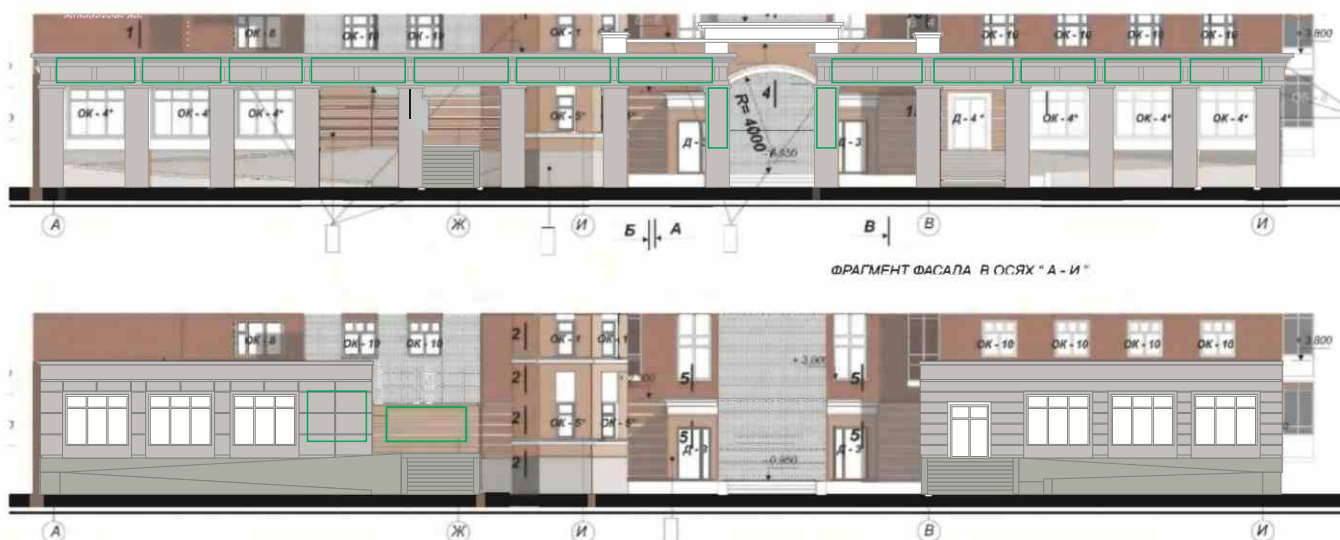 1
ОК - 8
ОК - 10
ОК - 10
ОК - 1
4
ОК - 10
ОК - 10
ОК - 10
ОК - 10
+ 3.800
ОК - 4*
ОК - 4*
ОК - 4*
ОК - 5*
R= 4000
4
Д - 3
Д - 4 *
ОК - 4*
ОК - 4*
ОК - 4*
А
Ж
И
Б
А
В
В
И
ФРАГМЕНТ ФАСАДА В ОСЯХ " А - И "
ОК - 8
ОК - 10
ОК - 10
2
ОК - 1
ОК - 10
ОК - 10
ОК - 10
ОК - 10
+ 3.800
+ 3.000
2
5
5
2
ОК - 5*
ОК - 5*
5
Д - 3
5
Д - 3
2
- 0.950
А
Ж
И
В
И